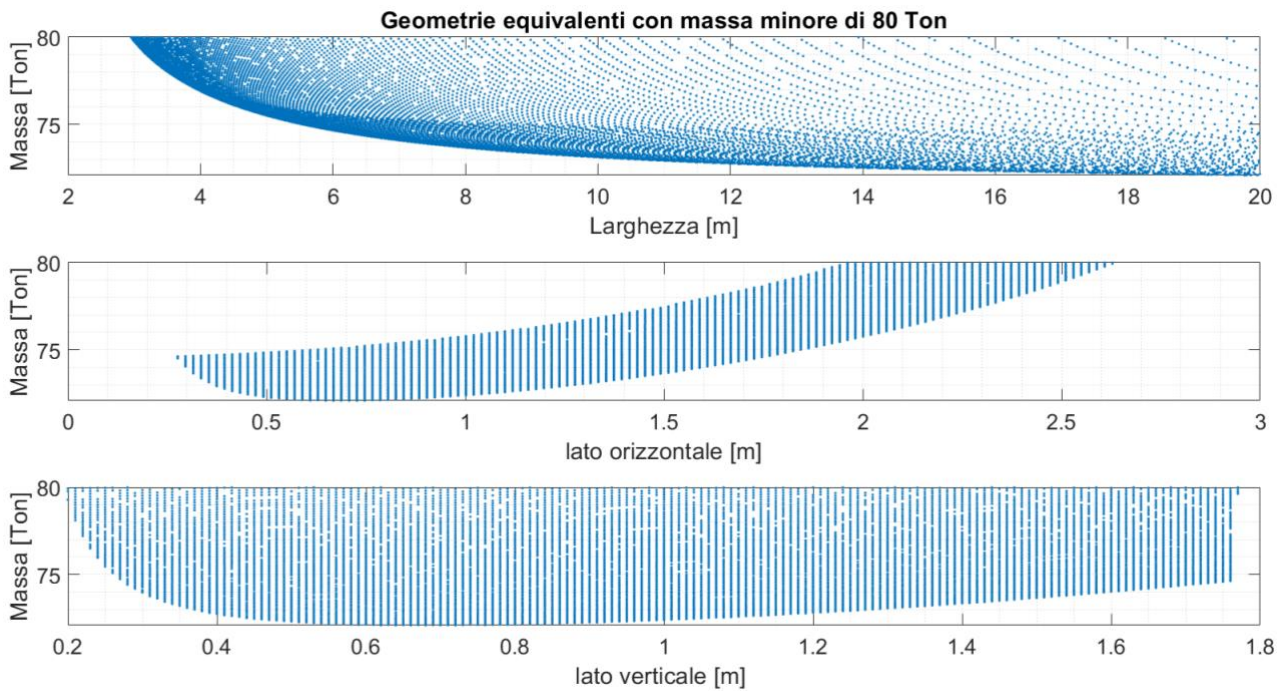 Geometrie equivalenti con massa minore di 80 Ton
80
75
Massa [Ton]
2 4 6 8 10 12 14 16 18 20
Larghezza [m]
80
75
Massa [Ton]
0 0.5 1 1.5 2 2.5 3
lato orizzontale [m]
80
75
Massa [Ton]
0.2 0.4 0.6 0.8 1 1.2 1.4 1.6 1.8
lato verticale [m]